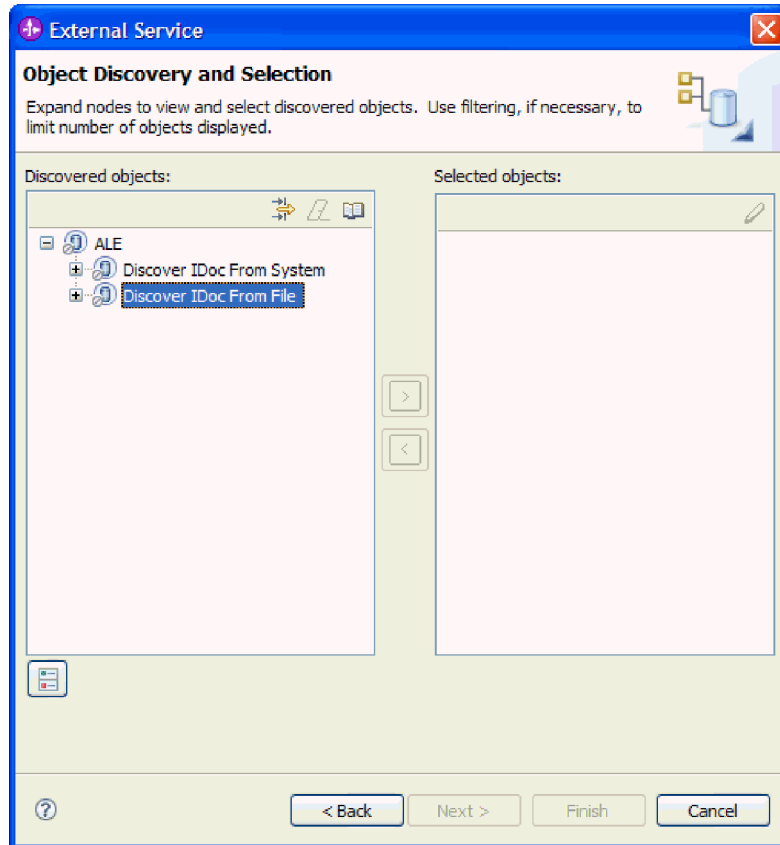 External Service
Object Discovery and Selection
Expand nodes to view and select discovered objects. Use filtering, if necessary, to
limit number of objects displayed.
Discovered objects:
Selected objects:
ALE
Discover IDoc From System
Discover IDoc From File
>
<
< Back
Next >
Finish
Cancel